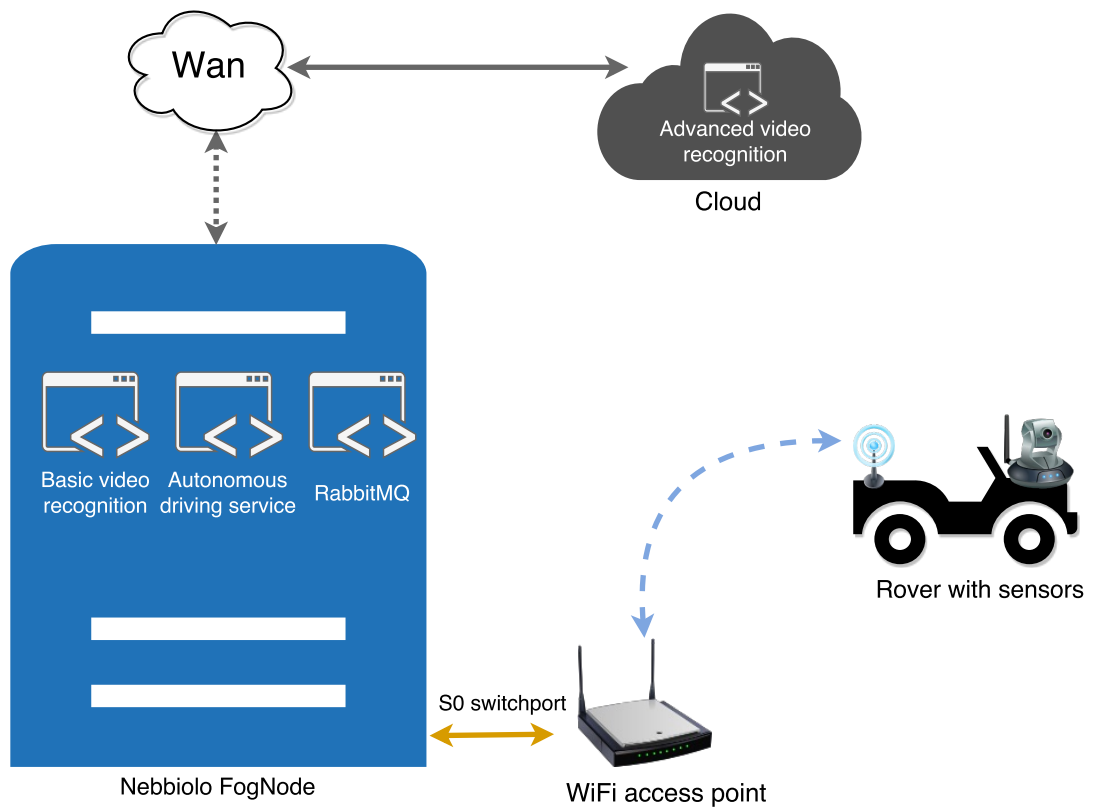 Wan
Advanced video
recognition
Cloud
Basic video
recognition
Autonomous
driving service
RabbitMQ
Rover with sensors
S0 switchport
Nebbiolo FogNode
WiFi access point